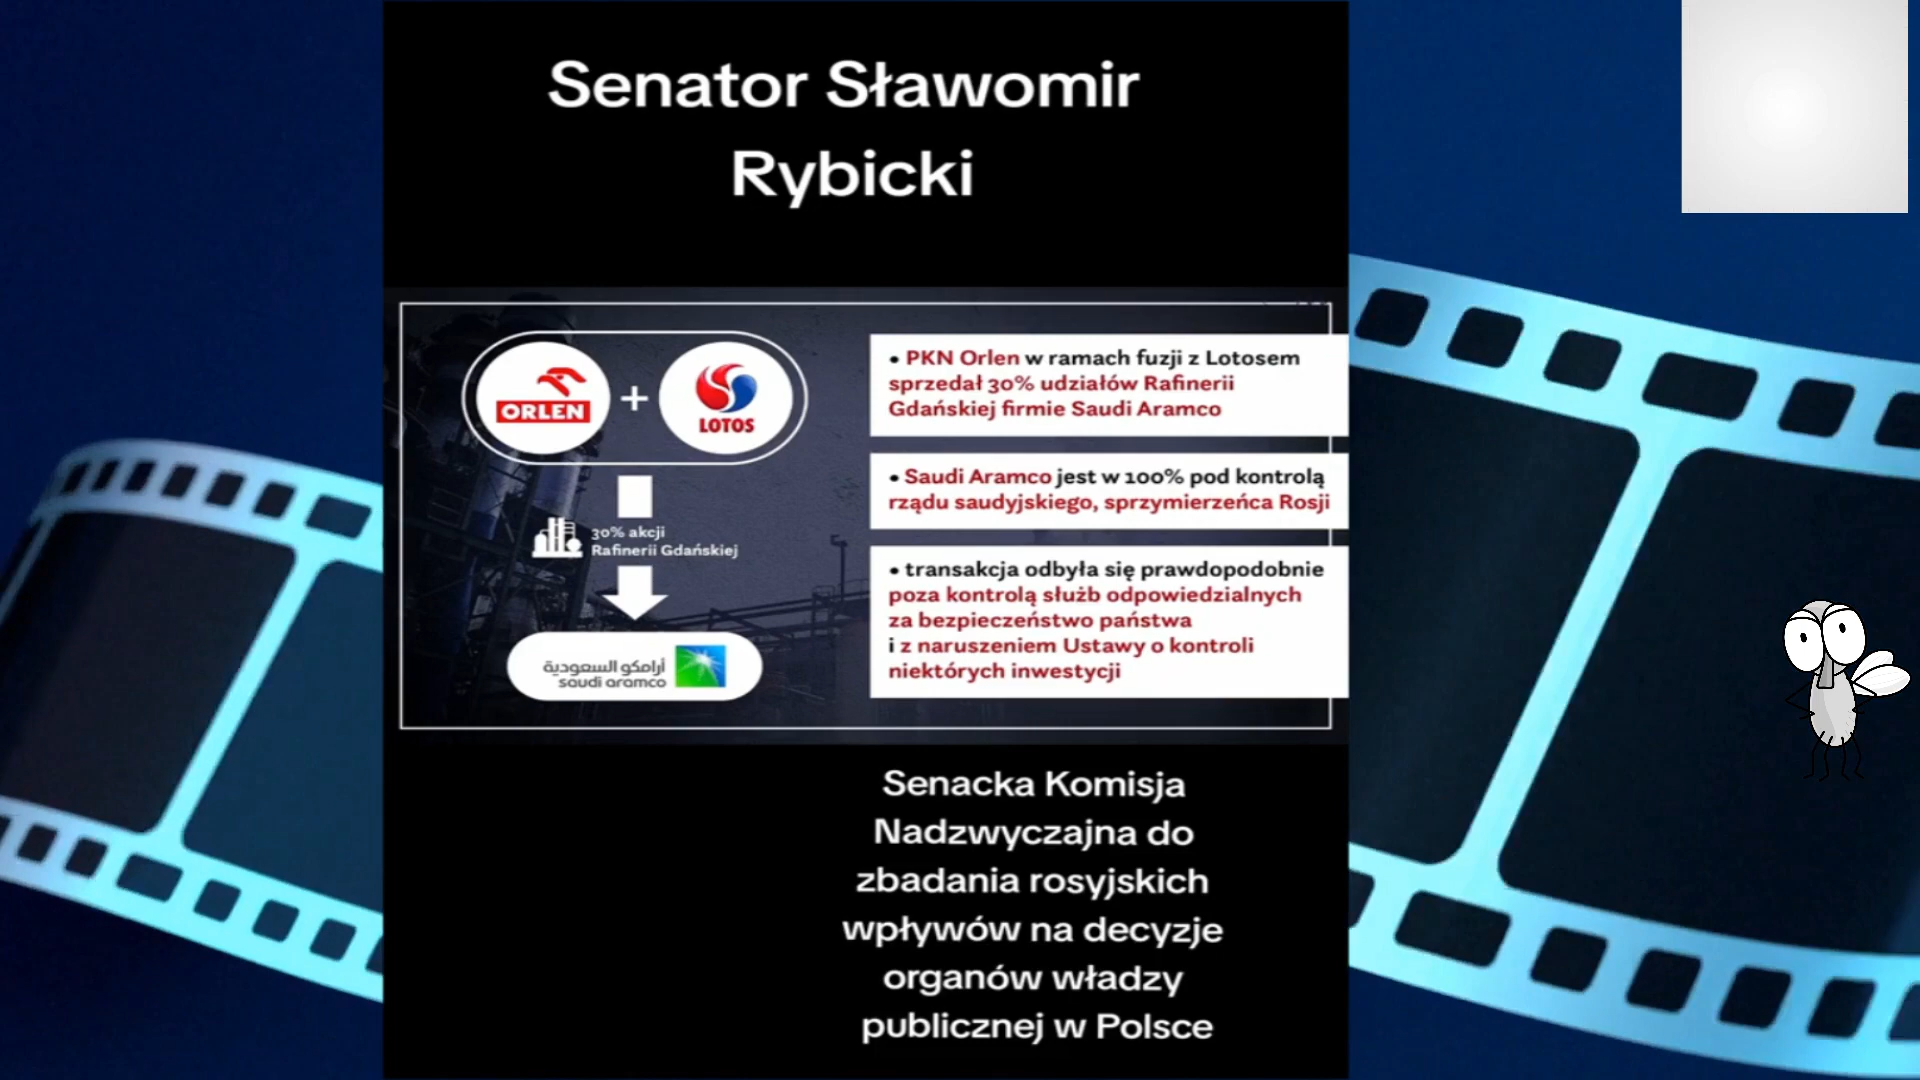 Senator Sławomir
Rybicki
ORLEN
+
LOTOS
30% akcji
Rafinerii Gdańskiej
أرامكو السعودية
saudi aramco
• PKN Orlen w ramach fuzji z Lotosem
sprzedał 30% udziałów Rafinerii
Gdańskiej firmie Saudi Aramco
• Saudi Aramco jest w 100% pod kontrolą
rządu saudyjskiego, sprzymierzeńca Rosji
• transakcja odbyła się prawdopodobnie
poza kontrolą służb odpowiedzialnych
za bezpieczeństwo państwa
i z naruszeniem Ustawy o kontroli
niektórych inwestycji
Senacka Komisja
Nadzwyczajna do
zbadania rosyjskich
wpływów na decyzje
organów władzy
publicznej w Polsce